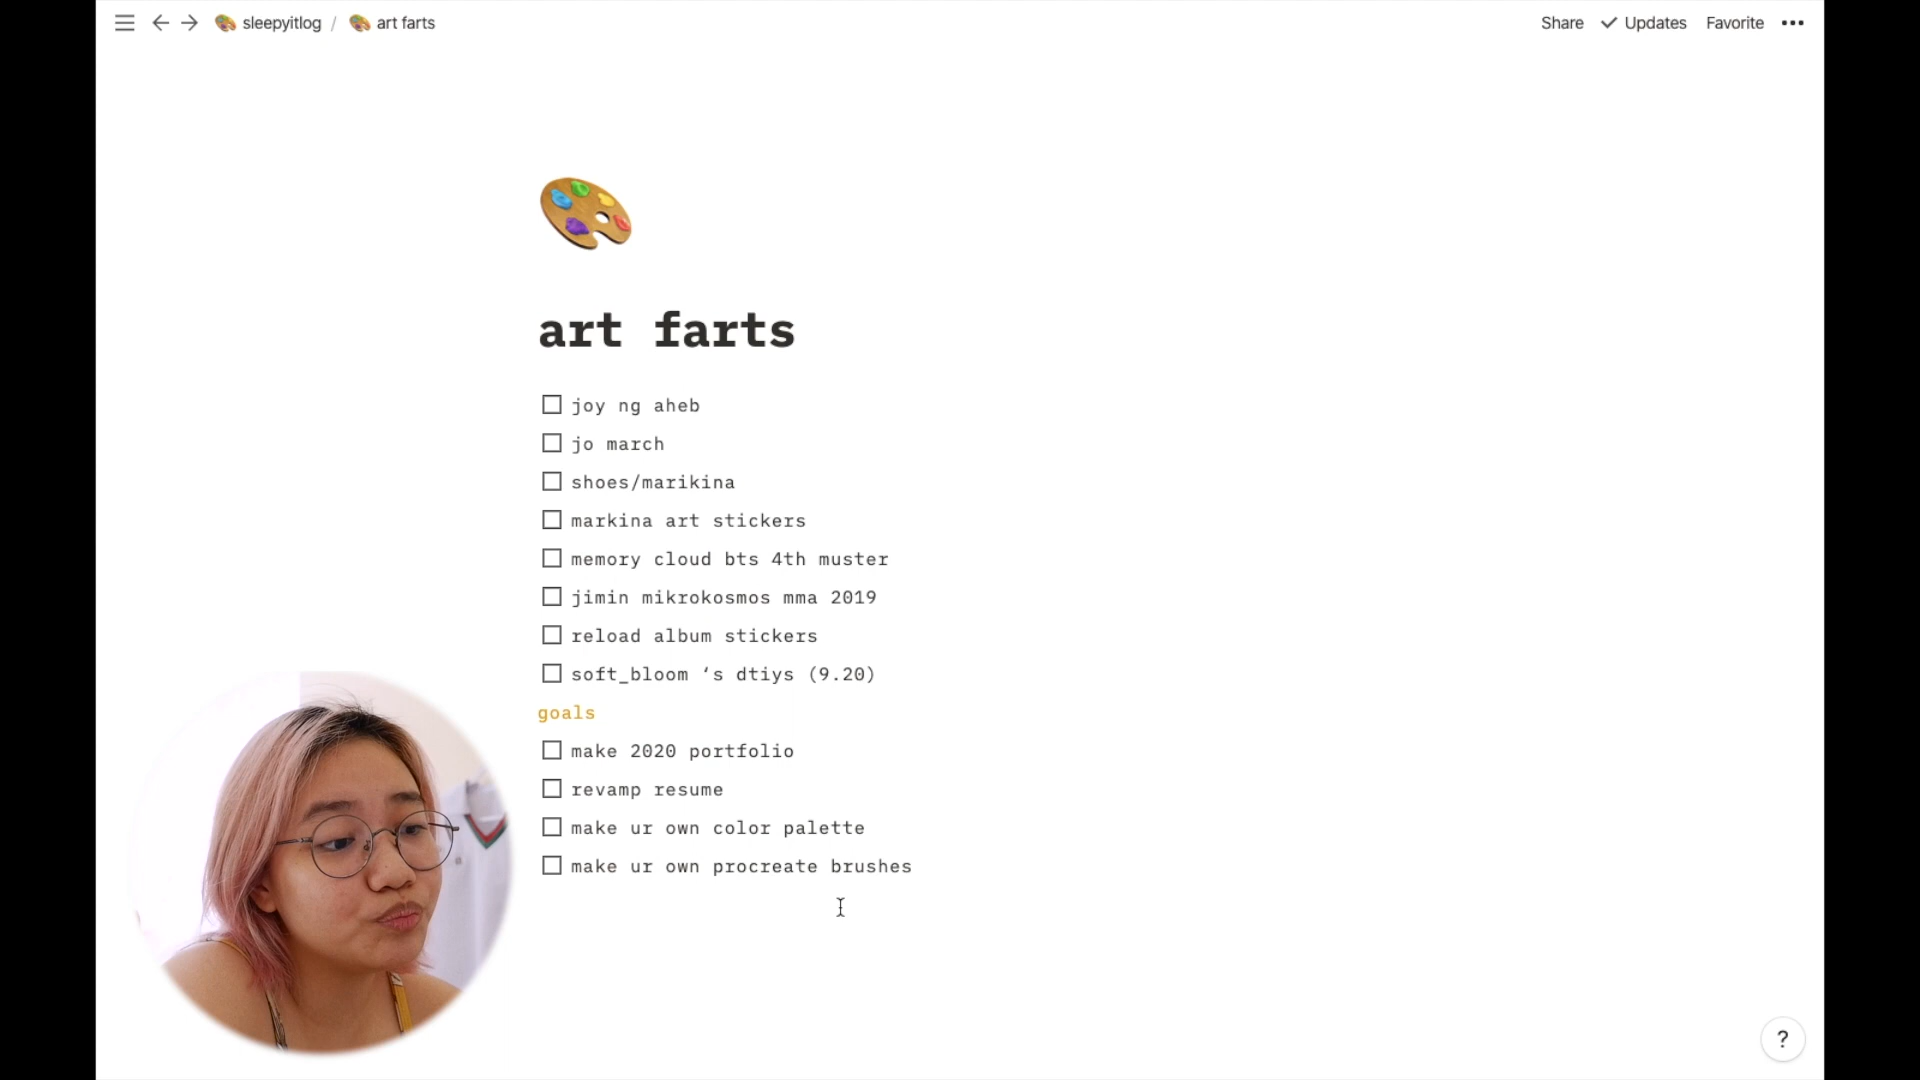 sleepyitlog / art farts Share Updates Favorite
art farts
joy ng aheb
jo march
shoes/marikina
markina art stickers
memory cloud bts 4th muster
jimin mikrokosmos mma 2019
reload album stickers
soft_bloom ‘s dtiys (9.20)
goals
make 2020 portfolio
revamp resume
make ur own color palette
make ur own procreate brushes
?